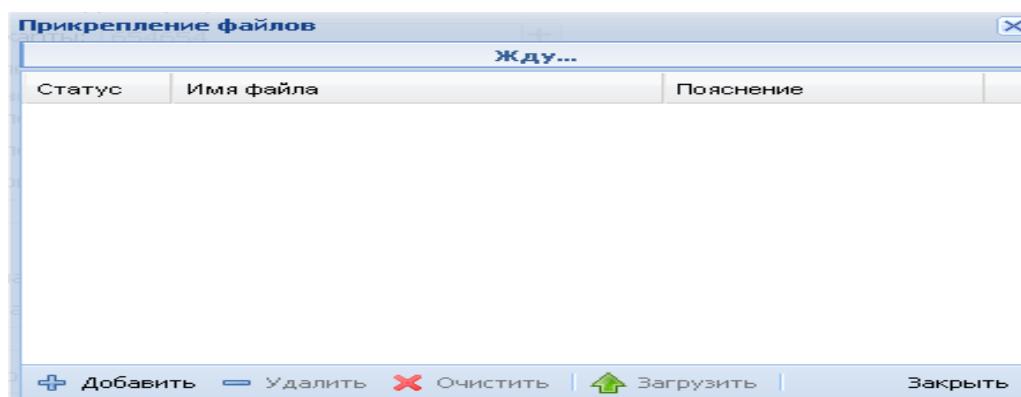 Прикрепление файлов
Жду...
Статус Имя файла Пояснение
Добавить Удалить Очистить Загрузить Закрыть